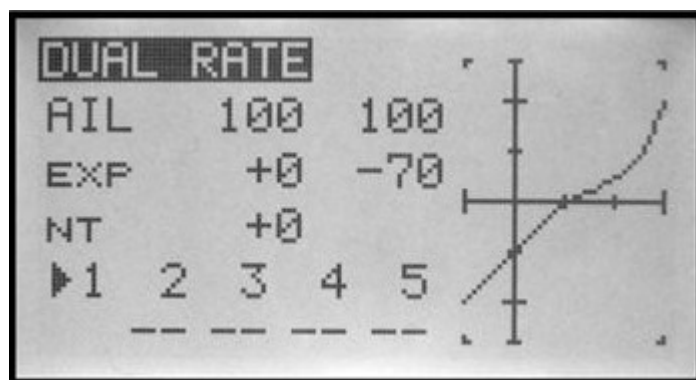 DUAL RATE
AIL 100 100
EXP +0 -70
NT +0
▶1 2 3 4 5
-- -- -- --